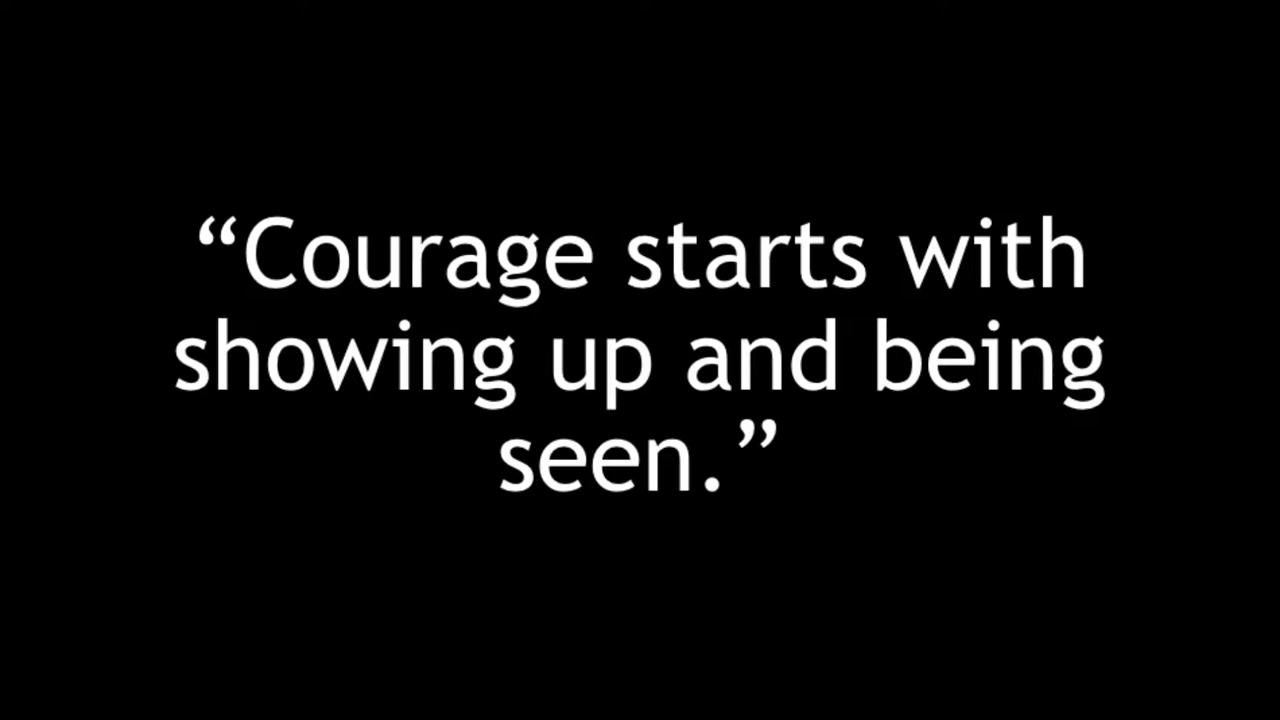 “Courage starts with
showing up and being
seen.”